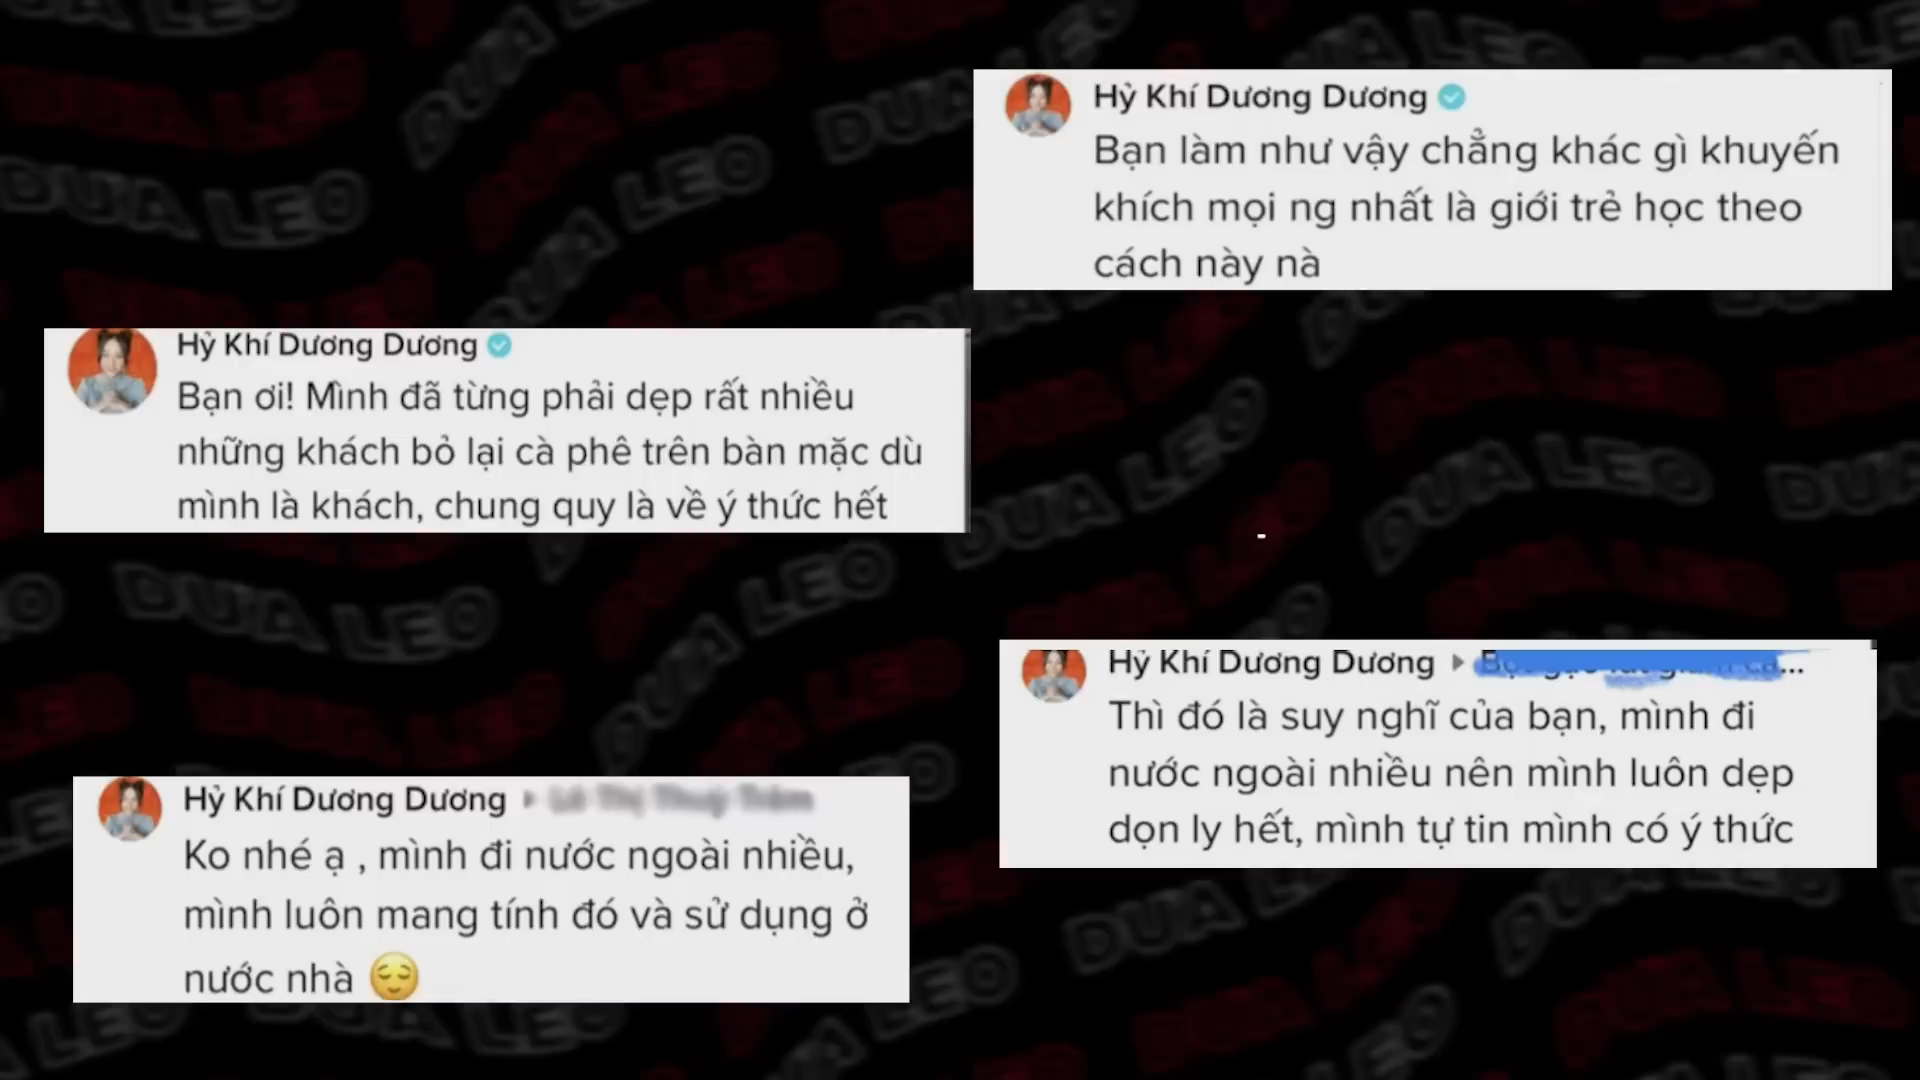 Hỷ Khí Dương Dương
Bạn làm như vậy chẳng khác gì khuyến
khích mọi ng nhất là giới trẻ học theo
cách này nà
Hỷ Khí Dương Dương
Bạn ơi! Mình đã từng phải dẹp rất nhiều
những khách bỏ lại cà phê trên bàn mặc dù
mình là khách, chung quy là về ý thức hết
Hỷ Khí Dương Dương
Thì đó là suy nghĩ của bạn, mình đi
nước ngoài nhiều nên mình luôn dẹp
dọn ly hết, mình tự tin mình có ý thức
Hỷ Khí Dương Dương
Ko nhé ạ , mình đi nước ngoài nhiều,
mình luôn mang tính đó và sử dụng ở
nước nhà 😌
DUA LEO